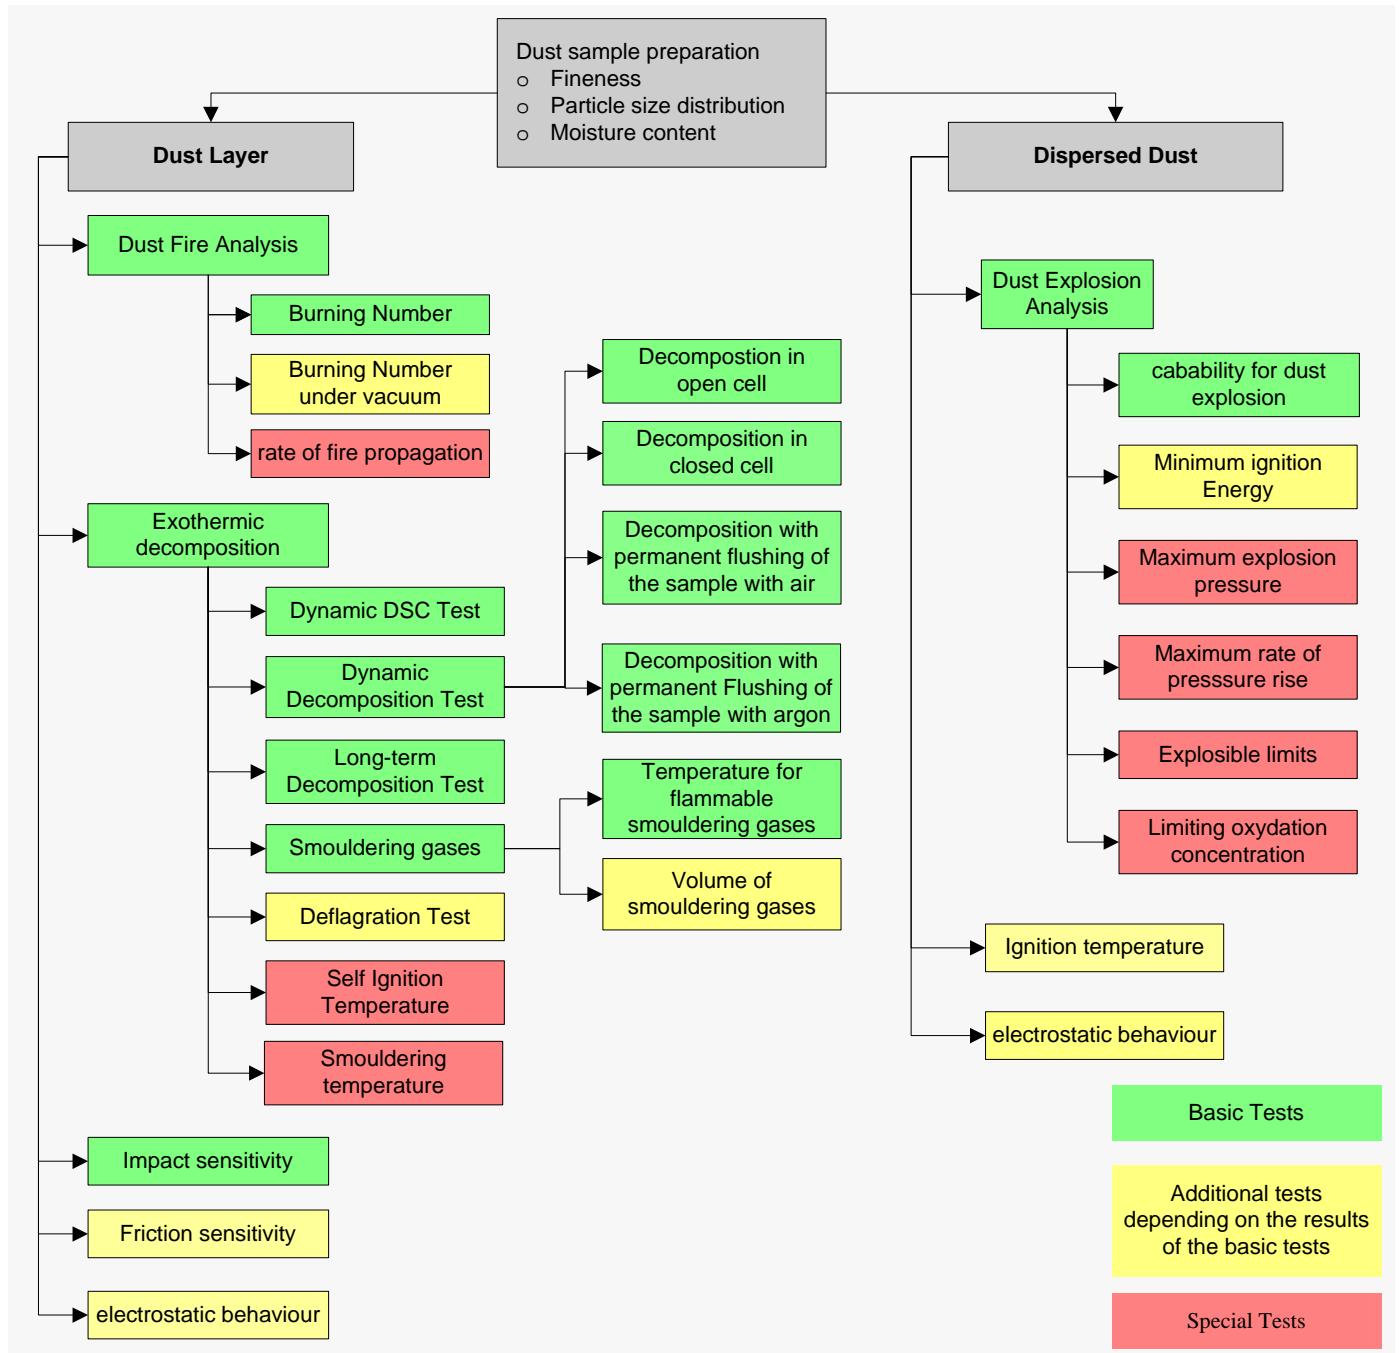 Dust sample preparation
o Fineness
o Particle size distribution
o Moisture content
Dust Layer
Dispersed Dust
Dust Fire Analysis
Burning Number
Burning Number
under vacuum
rate of fire propagation
Exothermic
decomposition
Dynamic DSC Test
Dynamic
Decomposition Test
Long-term
Decomposition Test
Smouldering gases
Deflagration Test
Self Ignition
Temperature
Smouldering
temperature
Impact sensitivity
Friction sensitivity
electrostatic behaviour
Decompostion in
open cell
Decomposition in
closed cell
Decomposition with
permanent flushing of
the sample with air
Decomposition with
permanent Flushing of
the sample with argon
Temperature for
flammable
smouldering gases
Volume of
smouldering gases
Dust Explosion
Analysis
cabability for dust
explosion
Minimum ignition
Energy
Maximum explosion
pressure
Maximum rate of
presssure rise
Explosible limits
Limiting oxydation
concentration
Ignition temperature
electrostatic behaviour
Basic Tests
Additional tests
depending on the results
of the basic tests
Special Tests